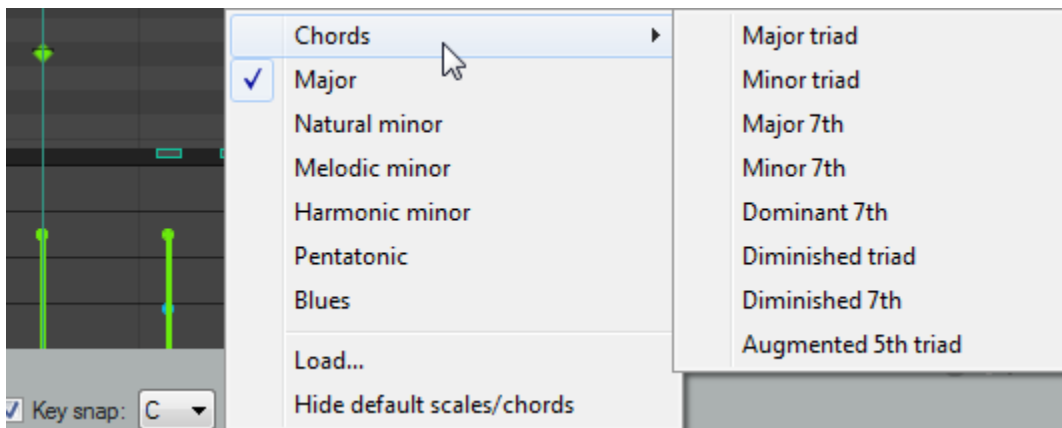 Chords
Major
Natural minor
Melodic minor
Harmonic minor
Pentatonic
Blues
Load...
Hide default scales/chords
Major triad
Minor triad
Major 7th
Minor 7th
Dominant 7th
Diminished triad
Diminished 7th
Augmented 5th triad
Key snap: C